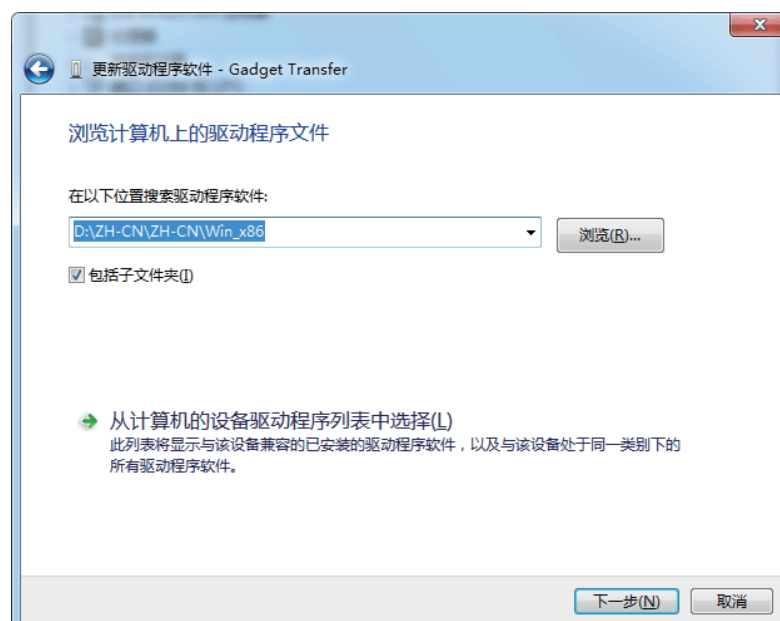 更新驱动程序软件 - Gadget Transfer
浏览计算机上的驱动程序文件
在以下位置搜索驱动程序软件:
D:\ZH-CN\ZH-CN\Win_x86
浏览(R)...
包括子文件夹(I)
从计算机的设备驱动程序列表中选择(L)
此列表将显示与该设备兼容的已安装的驱动程序软件，以及与该设备处于同一类别下的
所有驱动程序软件。
下一步(N)
取消